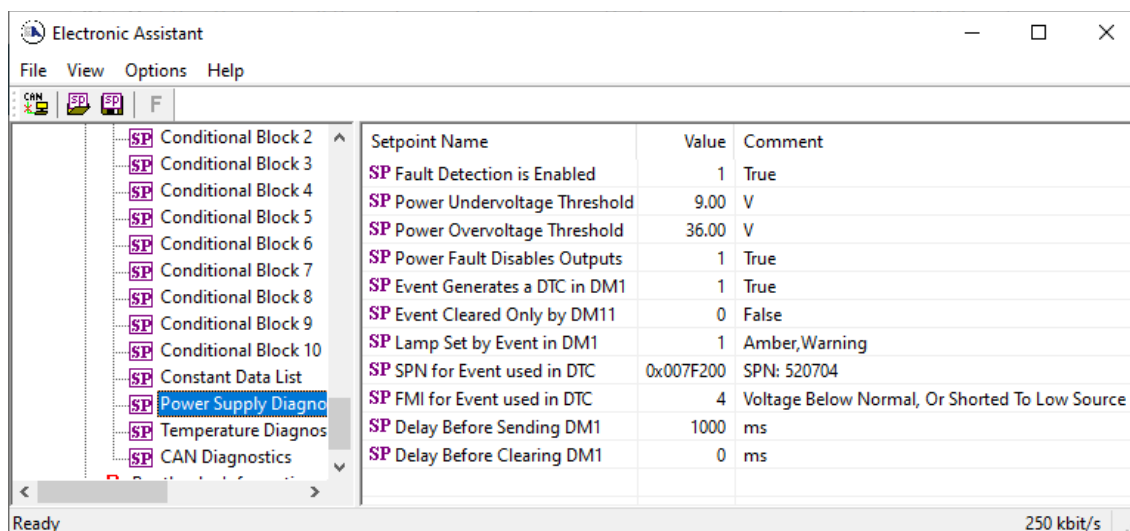 Electronic Assistant
File View Options Help
CAN SP SP F
SP Conditional Block 2
SP Conditional Block 3
SP Conditional Block 4
SP Conditional Block 5
SP Conditional Block 6
SP Conditional Block 7
SP Conditional Block 8
SP Conditional Block 9
SP Conditional Block 10
SP Constant Data List
SP Power Supply Diagno
SP Temperature Diagnos
SP CAN Diagnostics
Setpoint Name Value Comment
SP Fault Detection is Enabled 1 True
SP Power Undervoltage Threshold 9.00 V
SP Power Overvoltage Threshold 36.00 V
SP Power Fault Disables Outputs 1 True
SP Event Generates a DTC in DM1 1 True
SP Event Cleared Only by DM11 0 False
SP Lamp Set by Event in DM1 1 Amber,Warning
SP SPN for Event used in DTC 0x007F200 SPN: 520704
SP FMI for Event used in DTC 4 Voltage Below Normal, Or Shorted To Low Source
SP Delay Before Sending DM1 1000 ms
SP Delay Before Clearing DM1 0 ms
Ready 250 kbit/s